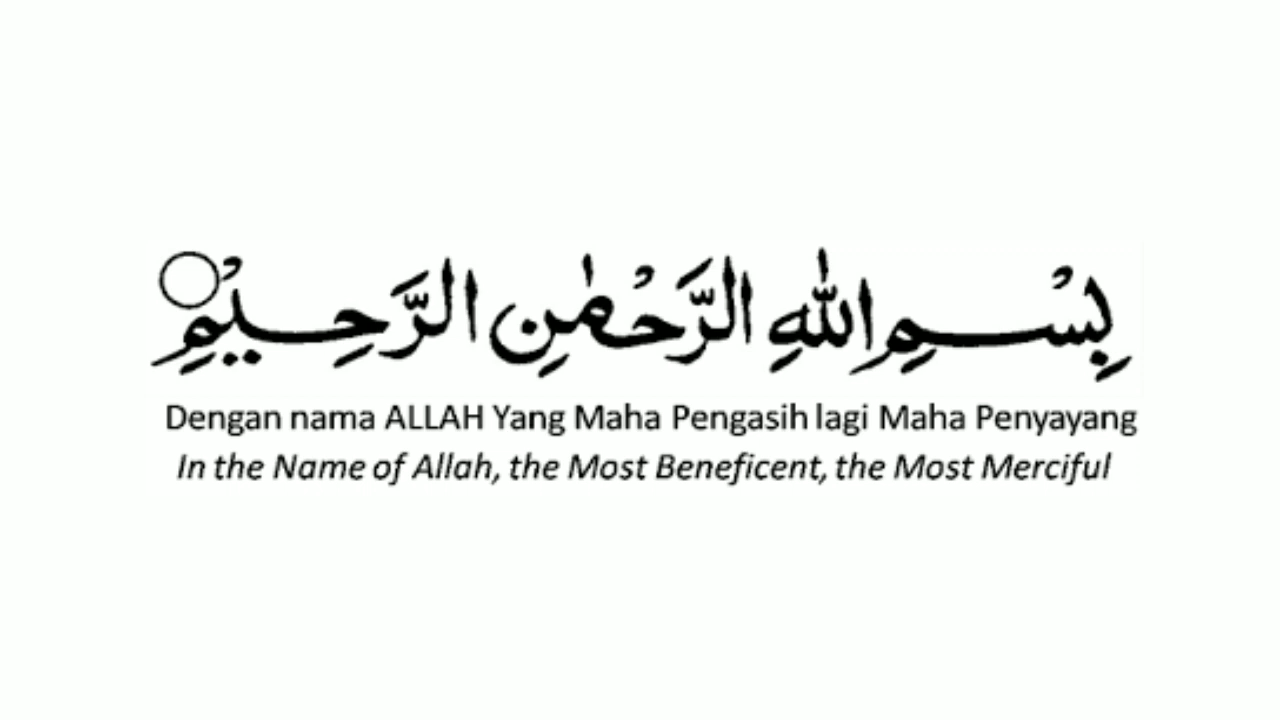 بِسْمِ اللهِ الرَّحْمٰنِ الرَّحِيْمِ
Dengan nama ALLAH Yang Maha Pengasih lagi Maha Penyayang
In the Name of Allah, the Most Beneficent, the Most Merciful